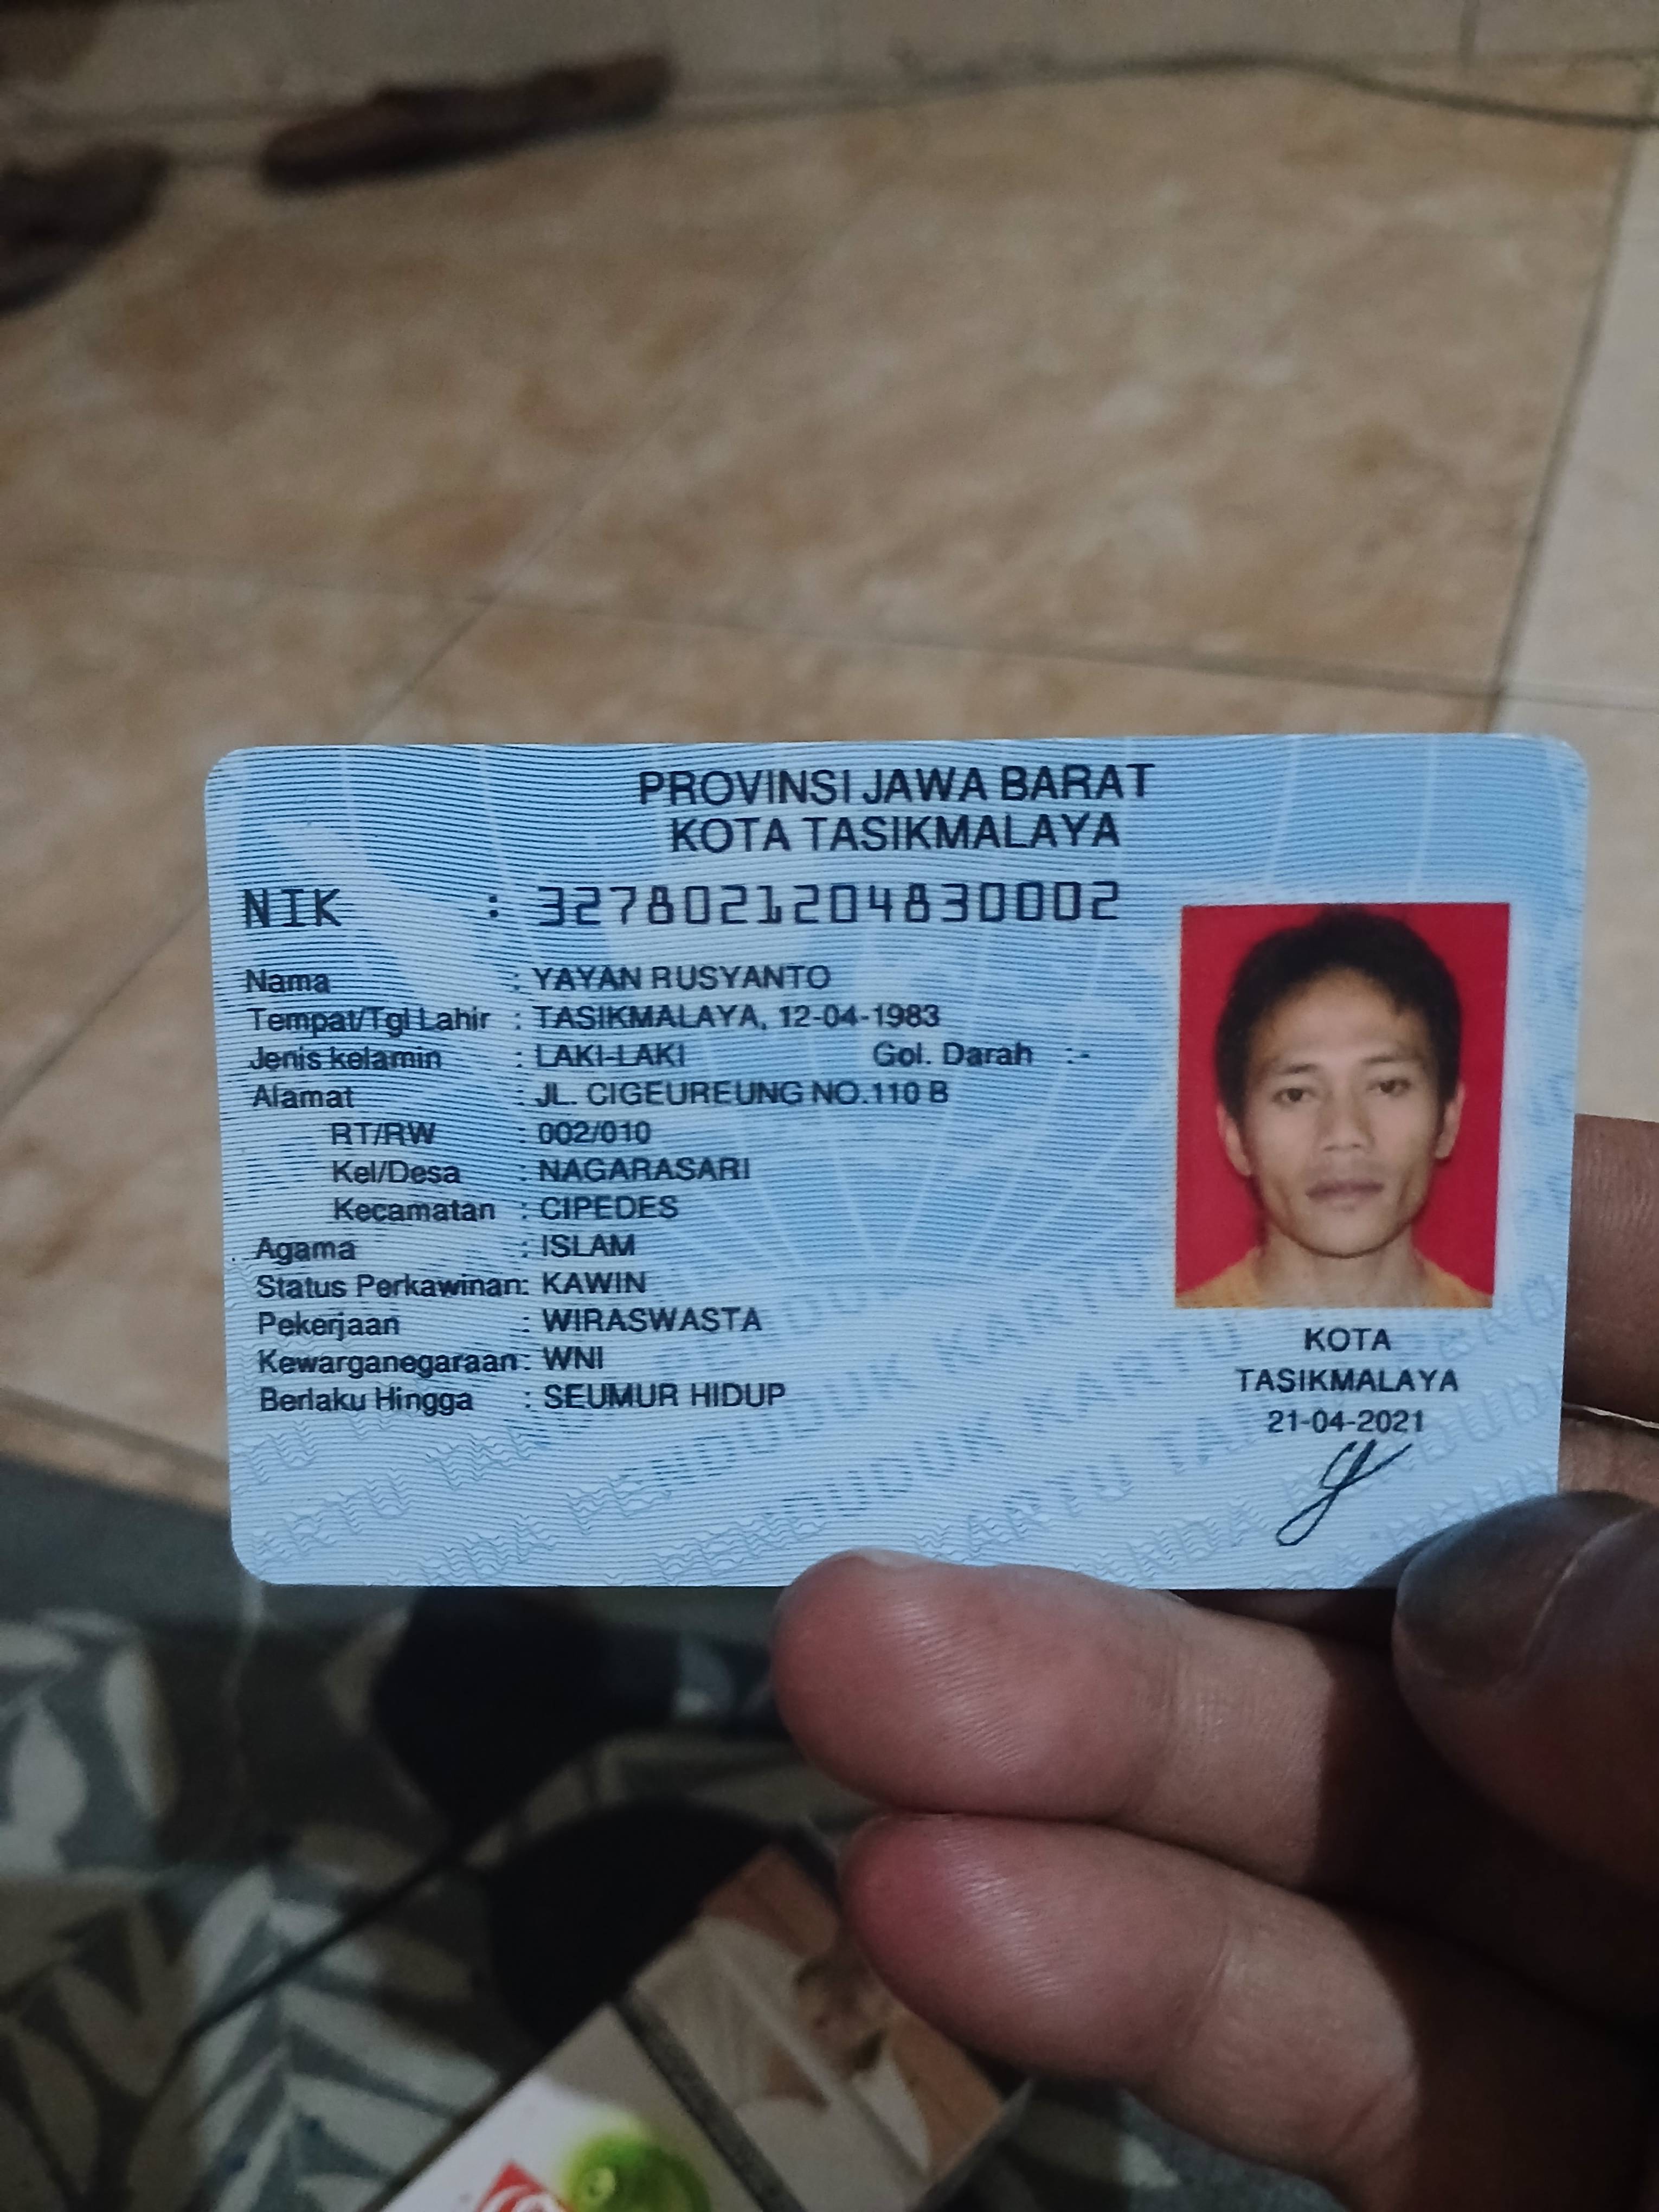 PROVINSI JAWA BARAT
KOTA TASIKMALAYA
NIK : 3278021204830002
Nama : YAYAN RUSYANTO
Tempat/Tgl Lahir : TASIKMALAYA, 12-04-1983
Jenis kelamin : LAKI-LAKI Gol. Darah : -
Alamat : JL. CIGEUREUNG NO.110 B
RT/RW : 002/010
Kel/Desa : NAGARASARI
Kecamatan : CIPEDES
Agama : ISLAM
Status Perkawinan: KAWIN
Pekerjaan : WIRASWASTA
Kewarganegaraan: WNI
Berlaku Hingga : SEUMUR HIDUP
KOTA
TASIKMALAYA
21-04-2021